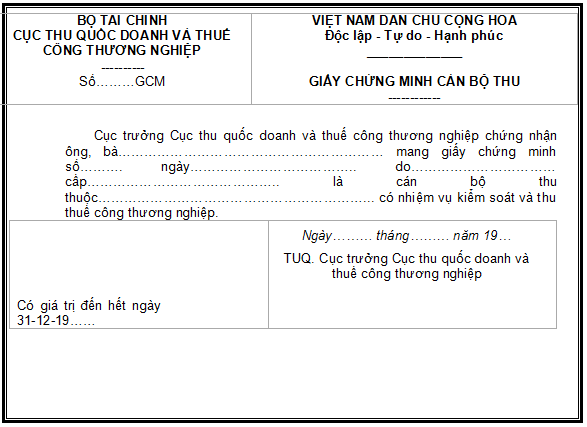 BỘ TÀI CHÍNH
CỤC THU QUỐC DOANH VÀ THUẾ
CÔNG THƯƠNG NGHIỆP
----------
Số………GCM
VIỆT NAM DÂN CHỦ CỘNG HÒA
Độc lập - Tự do - Hạnh phúc
_______________
GIẤY CHỨNG MINH CÁN BỘ THU
------------
Cục trưởng Cục thu quốc doanh và thuế công thương nghiệp chứng nhận
ông, bà…………………………………………………… mang giấy chứng minh
số………. ngày………………………………. do……………………………
cấp………………………………………………. là cán bộ thu
thuộc……………………………………………………… có nhiệm vụ kiểm soát và thu
thuế công thương nghiệp.
Ngày……… tháng……… năm 19…
TUQ. Cục trưởng Cục thu quốc doanh và
thuế công thương nghiệp
Có giá trị đến hết ngày
31-12-19……